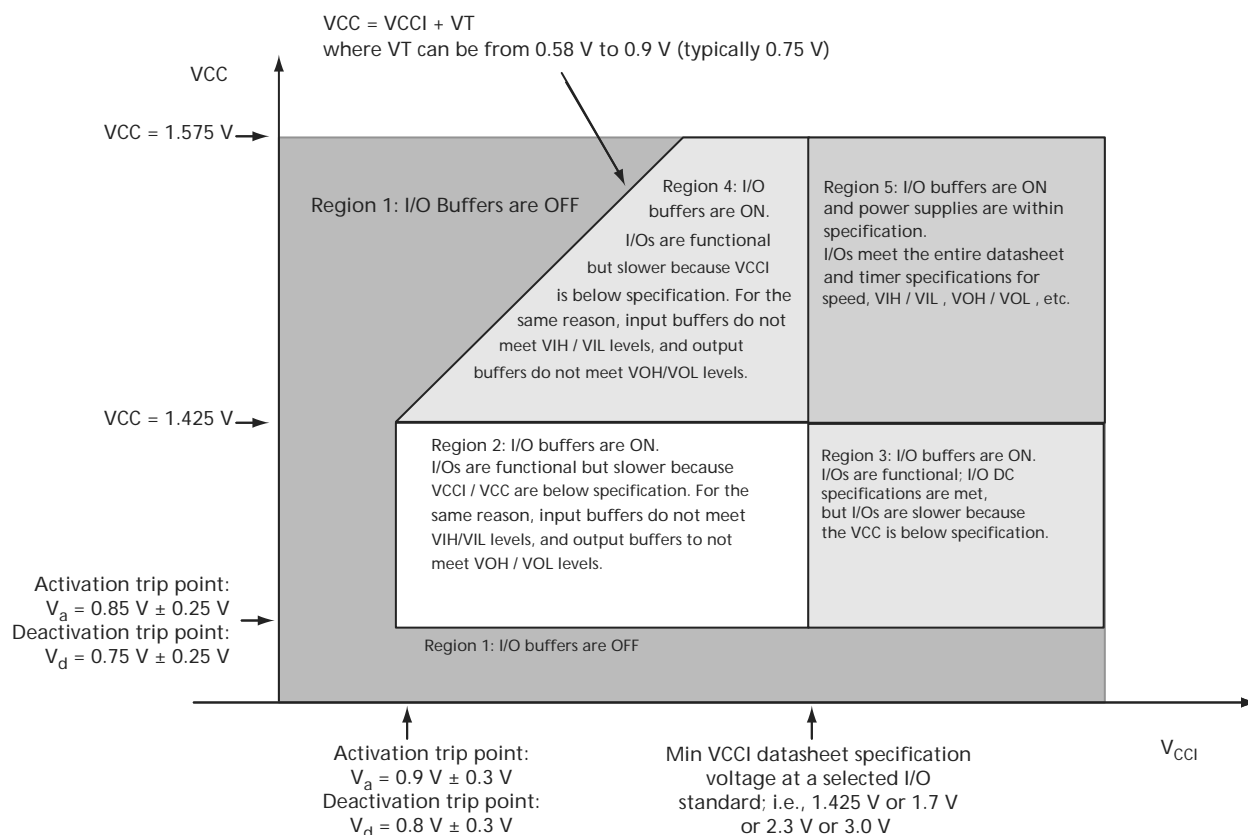 VCC = VCCI + VT
where VT can be from 0.58 V to 0.9 V (typically 0.75 V)
VCC
VCC = 1.575 V
Region 1: I/O Buffers are OFF
Region 4: I/O
buffers are ON.
I/Os are functional
but slower because VCCI
is below specification. For the
same reason, input buffers do not
meet VIH / VIL levels, and output
buffers do not meet VOH/VOL levels.
Region 5: I/O buffers are ON
and power supplies are within
specification.
I/Os meet the entire datasheet
and timer specifications for
speed, VIH / VIL , VOH / VOL , etc.
VCC = 1.425 V
Region 2: I/O buffers are ON.
I/Os are functional but slower because
VCCI / VCC are below specification. For the
same reason, input buffers do not meet
VIH/VIL levels, and output buffers to not
meet VOH / VOL levels.
Region 3: I/O buffers are ON.
I/Os are functional; I/O DC
specifications are met,
but I/Os are slower because
the VCC is below specification.
Activation trip point:
Va = 0.85 V ± 0.25 V
Deactivation trip point:
Vd = 0.75 V ± 0.25 V
Region 1: I/O buffers are OFF
Activation trip point:
Va = 0.9 V ± 0.3 V
Deactivation trip point:
Vd = 0.8 V ± 0.3 V
Min VCCI datasheet specification
voltage at a selected I/O
standard; i.e., 1.425 V or 1.7 V
or 2.3 V or 3.0 V
VCCI